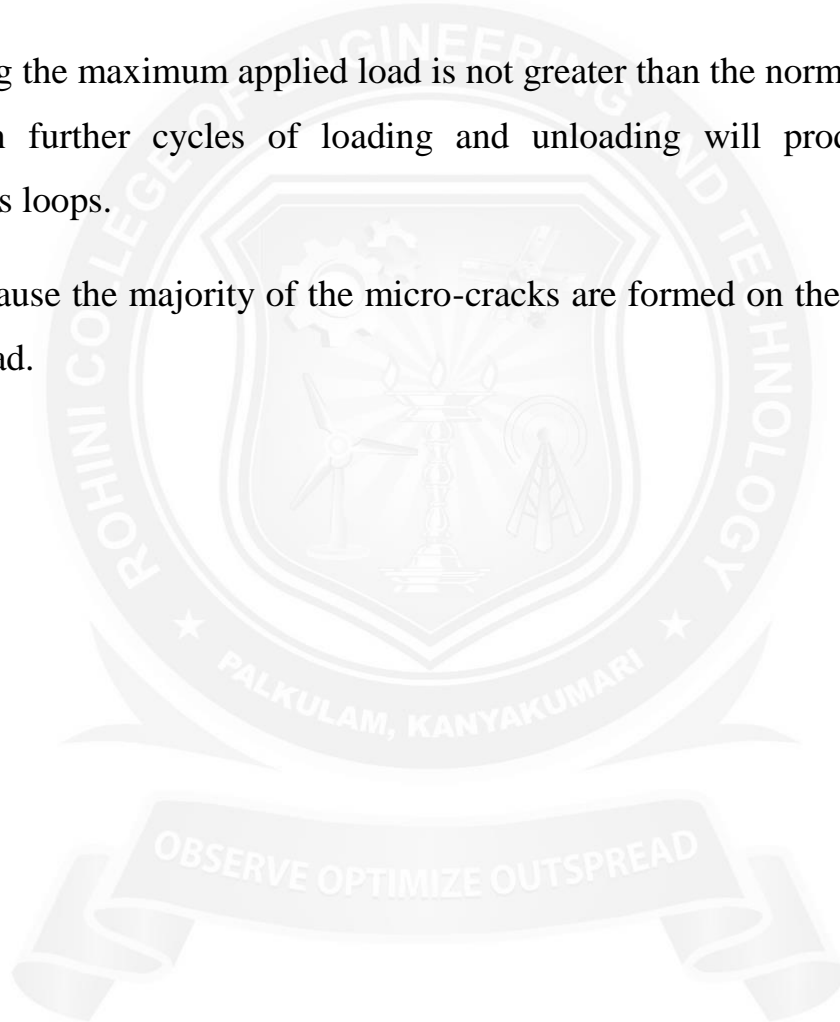 g the maximum applied load is not greater than the norm
n further cycles of loading and unloading will proc
s loops.
ause the majority of the micro-cracks are formed on the
ad.
ROHINI COLLEGE OF ENGINEERING AND TECHNOLOGY
PALKULAM, KANYAKUMARI
OBSERVE OPTIMIZE OUTSPREAD